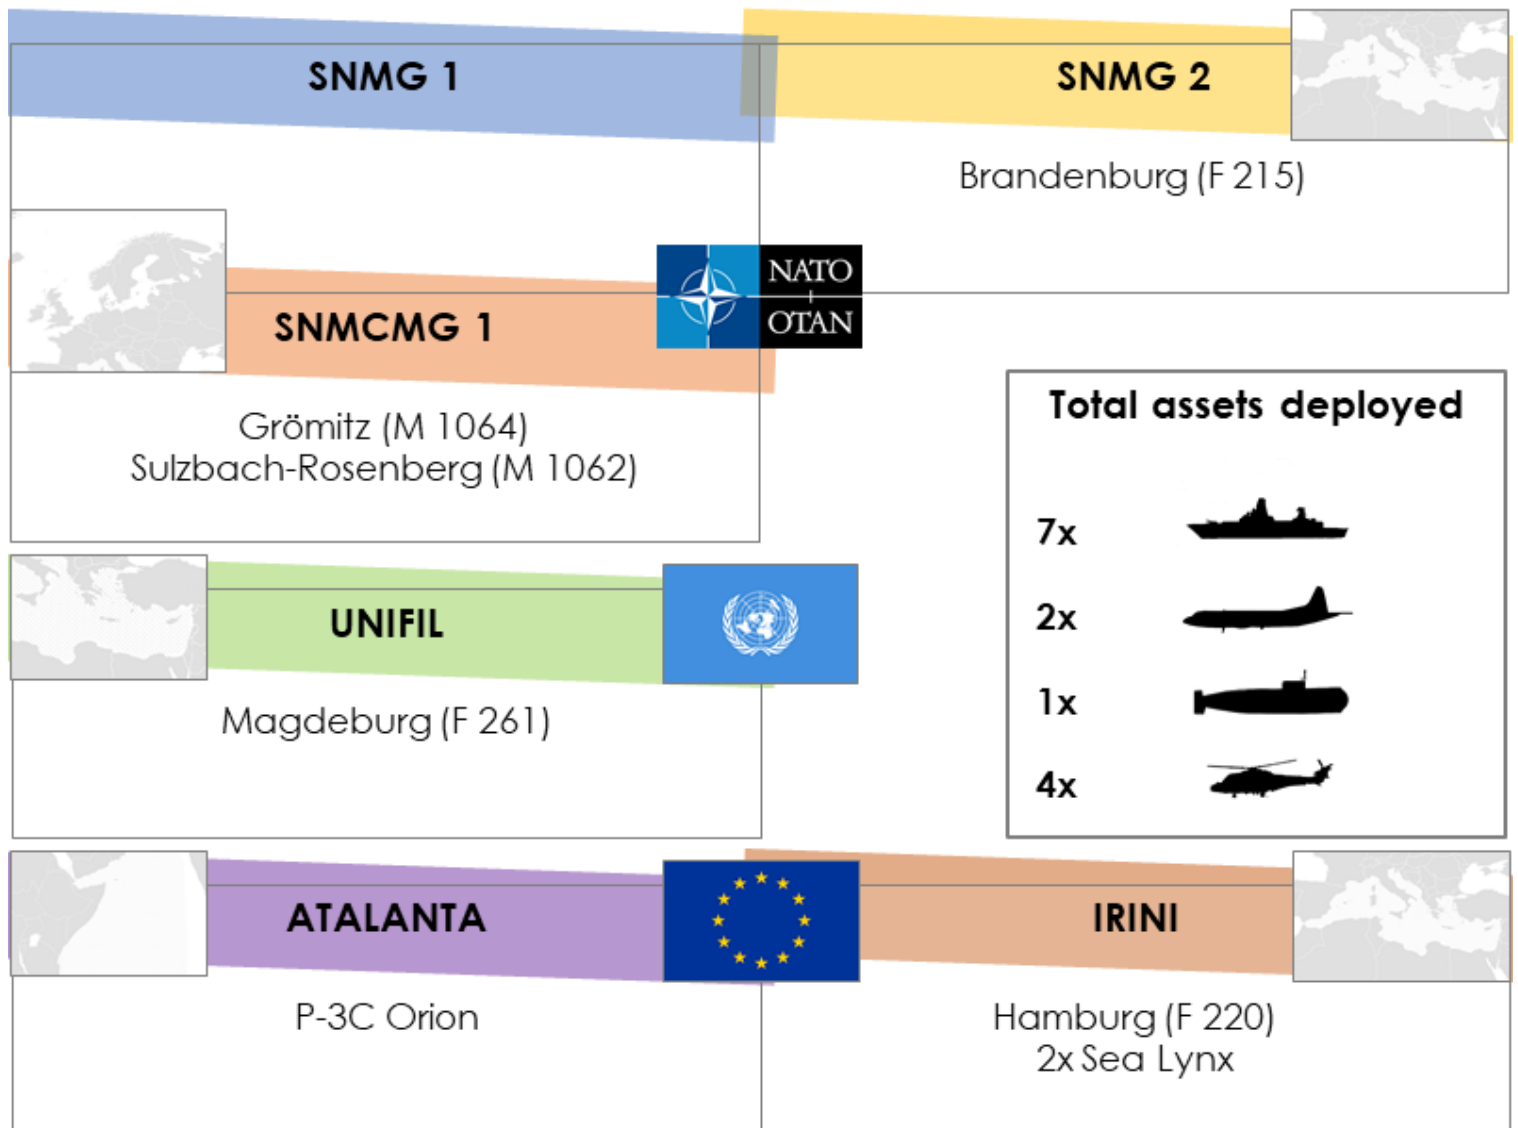 SNMG 1
SNMG 2
Brandenburg (F 215)
NATO
OTAN
SNMCMG 1
Grömitz (M 1064)
Sulzbach-Rosenberg (M 1062)
Total assets deployed
7x
2x
1x
4x
UNIFIL
Magdeburg (F 261)
ATALANTA
P-3C Orion
IRINI
Hamburg (F 220)
2x Sea Lynx